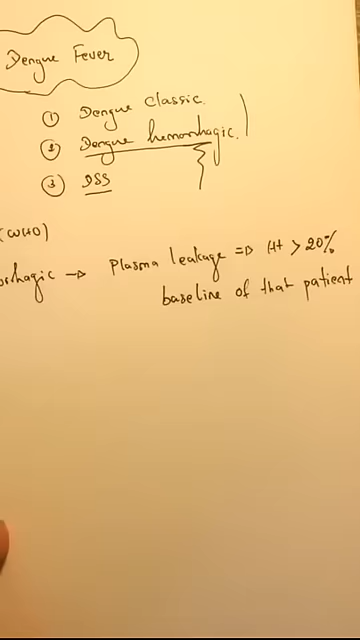 Dengue Fever
① Dengue classic.
② Dengue hemorrhagic.
③ DSS
(WHO)
orrhagic → Plasma leakage ⇒ Ht > 20%
baseline of that patient